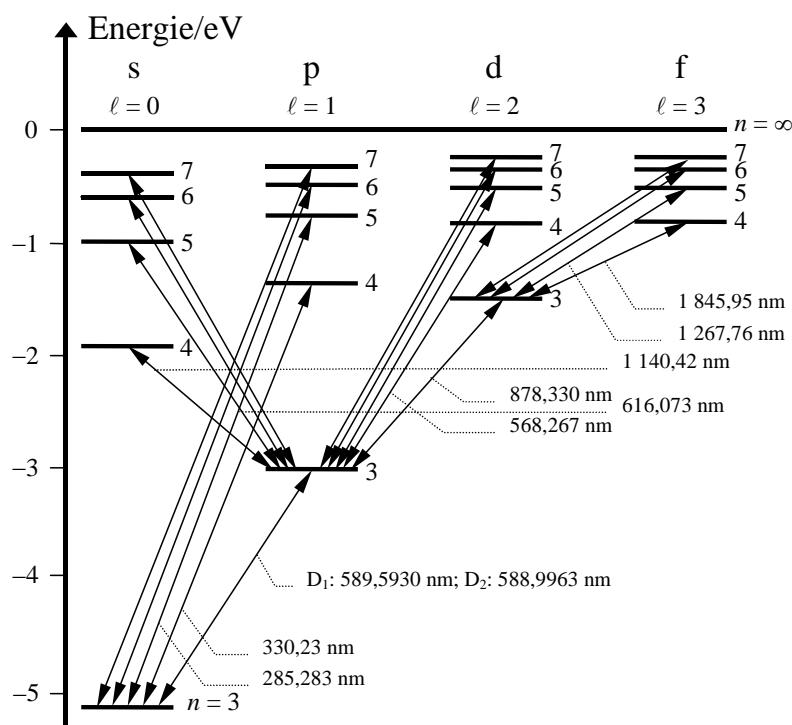 Energie/eV
s p d f
ℓ = 0 ℓ = 1 ℓ = 2 ℓ = 3
0 n = ∞
7 7 7 7
6 6 6 6
5 5 5 5
4 4 4
−1
4
3
1 845,95 nm
1 267,76 nm
4
−2
1 140,42 nm
878,330 nm
616,073 nm
568,267 nm
−3
3
−4
D₁: 589,5930 nm; D₂: 588,9963 nm
330,23 nm
285,283 nm
−5
n = 3